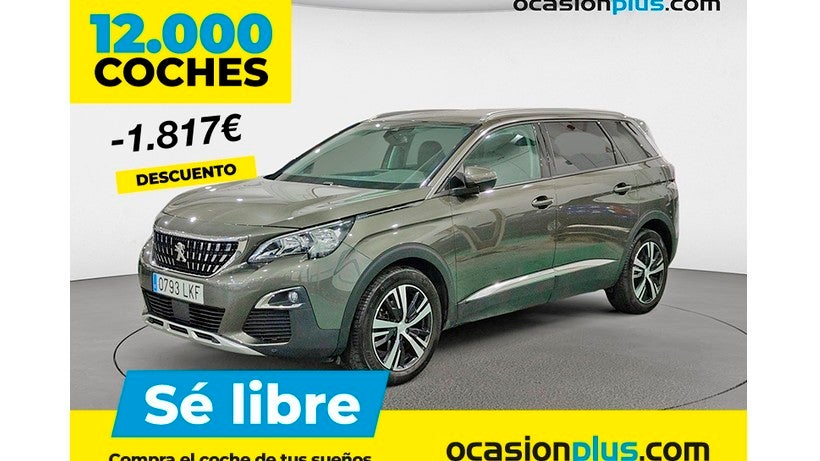 ocasionplus.com
12.000
COCHES
-1.817€
DESCUENTO
0793 LKF
Sé libre
Compra el coche de tus sueños
ocasionplus.com